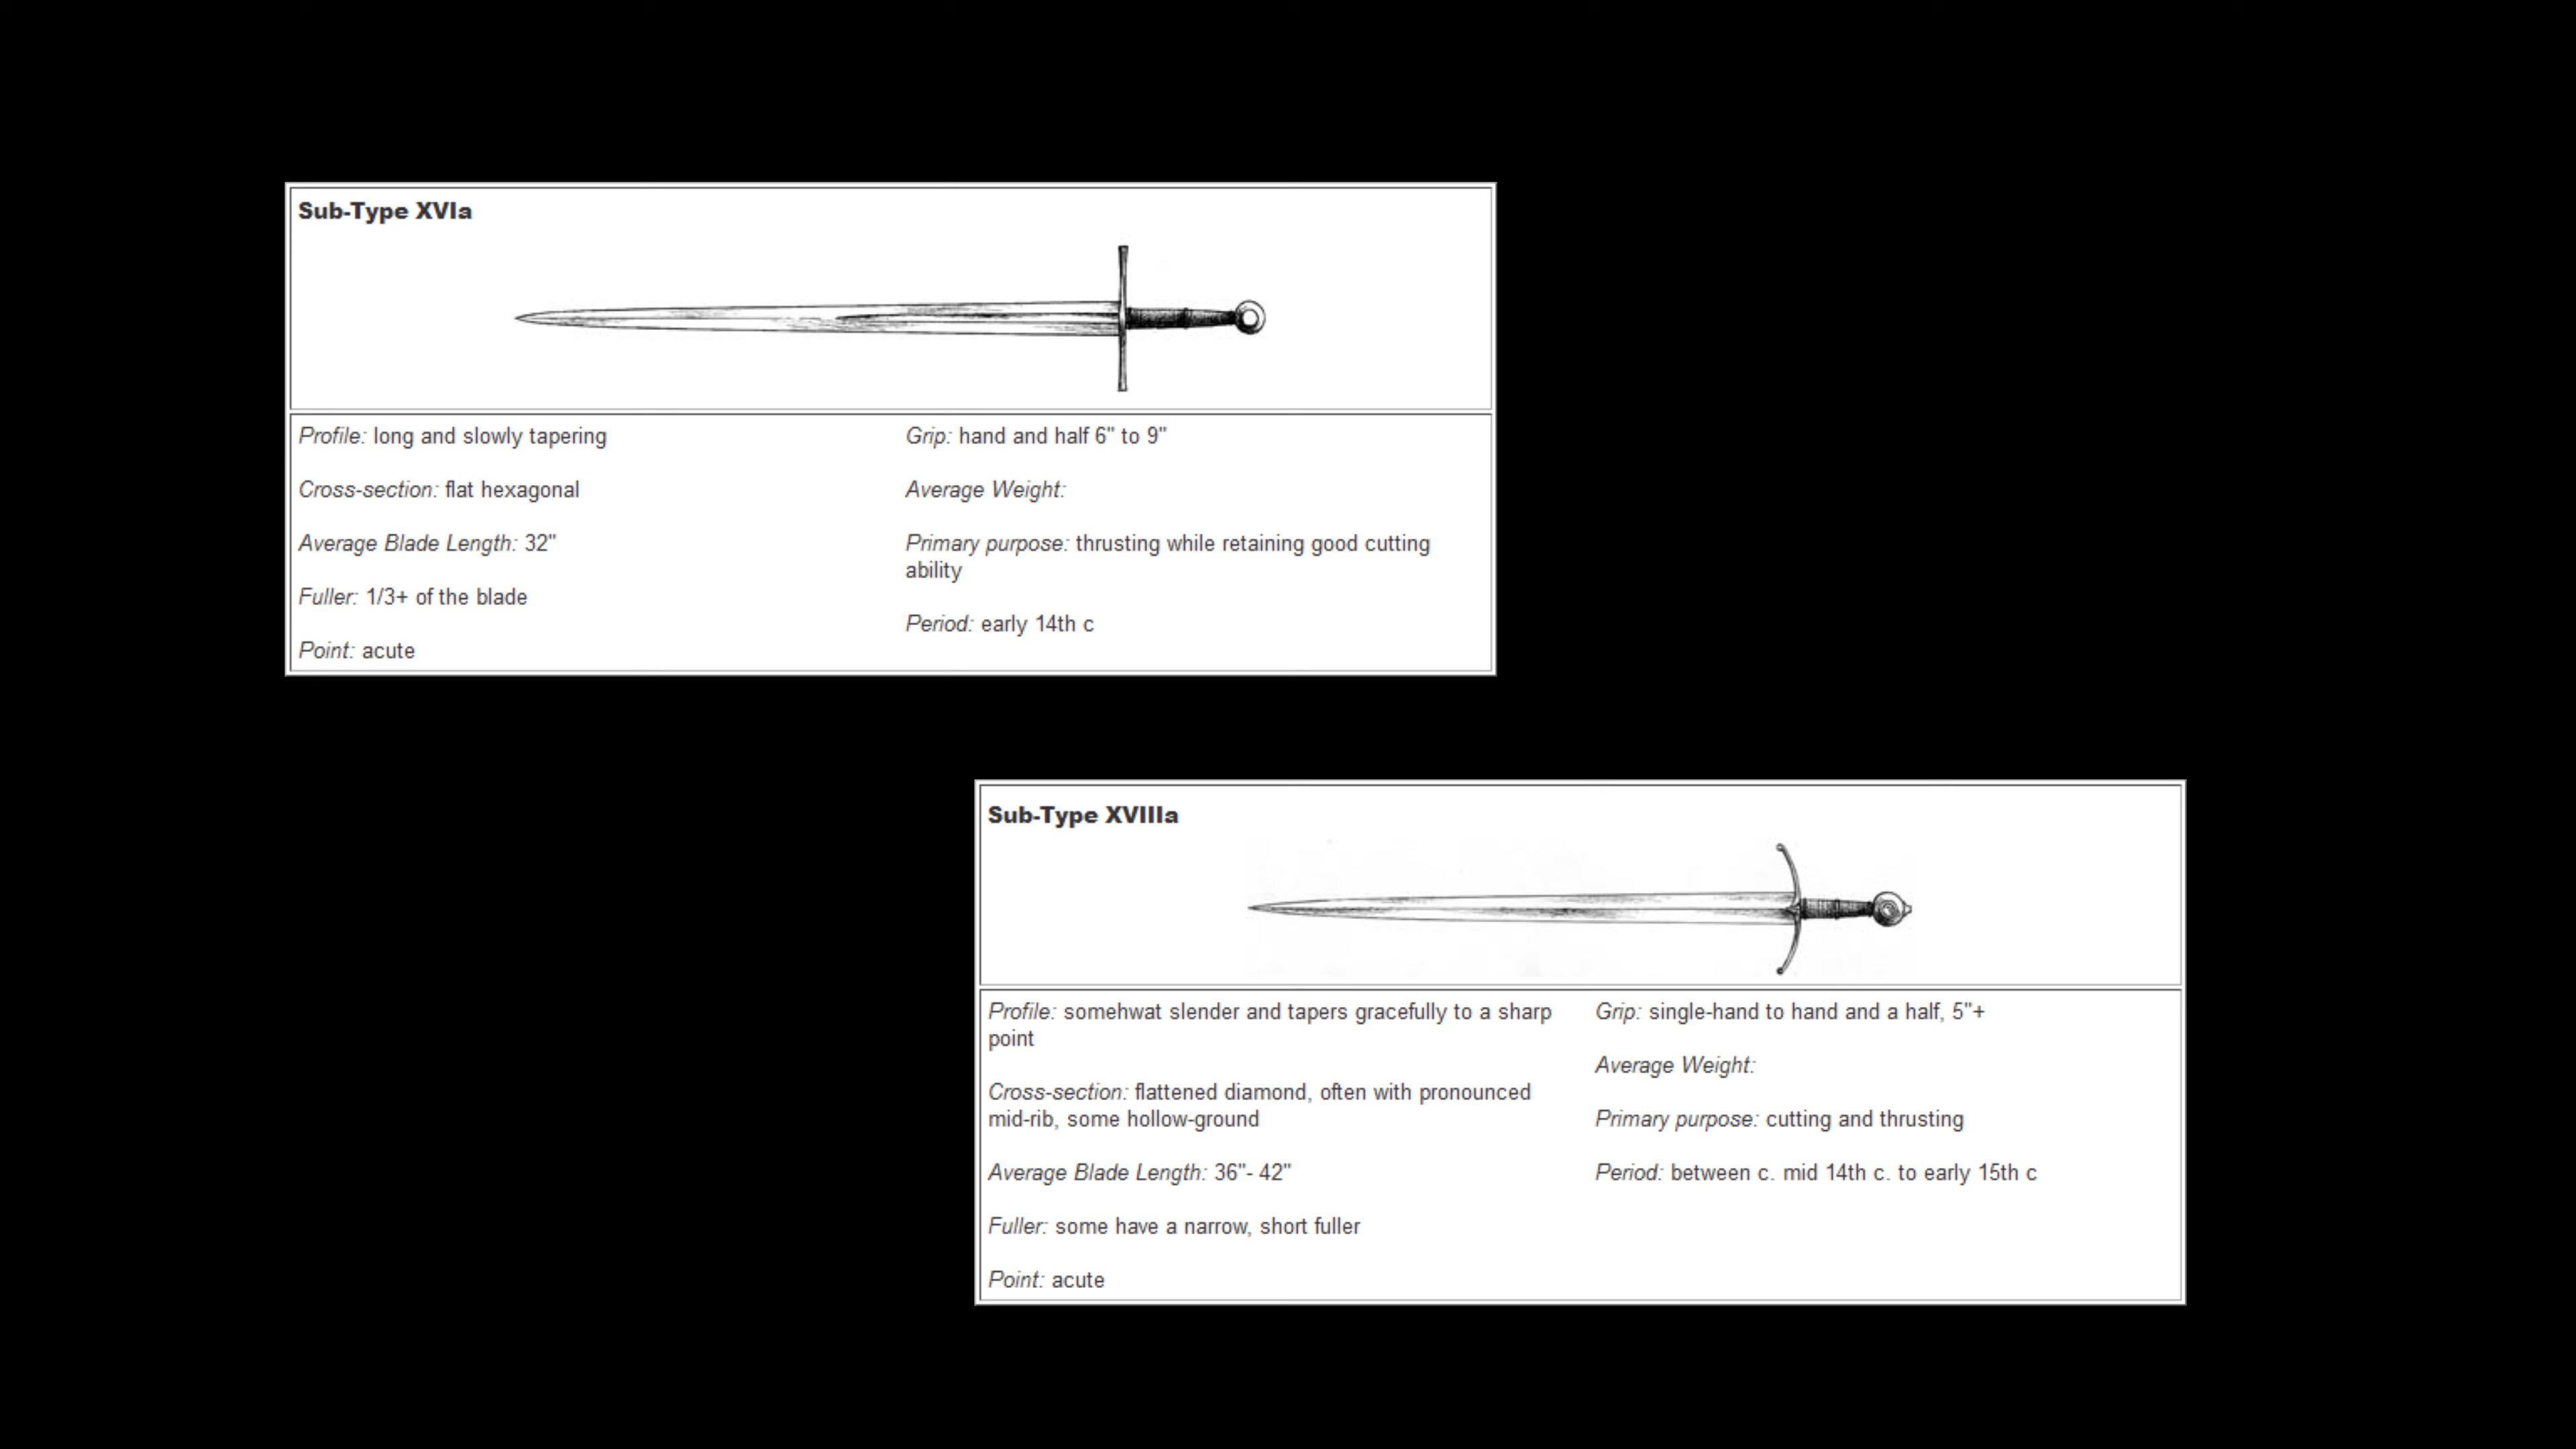 Sub-Type XVIa
Profile: long and slowly tapering
Cross-section: flat hexagonal
Average Blade Length: 32"
Fuller: 1/3+ of the blade
Point: acute
Grip: hand and half 6" to 9"
Average Weight:
Primary purpose: thrusting while retaining good cutting
ability
Period: early 14th c
Sub-Type XVIIIa
Profile: somehwat slender and tapers gracefully to a sharp
point
Cross-section: flattened diamond, often with pronounced
mid-rib, some hollow-ground
Average Blade Length: 36"- 42"
Fuller: some have a narrow, short fuller
Point: acute
Grip: single-hand to hand and a half, 5"+
Average Weight:
Primary purpose: cutting and thrusting
Period: between c. mid 14th c. to early 15th c